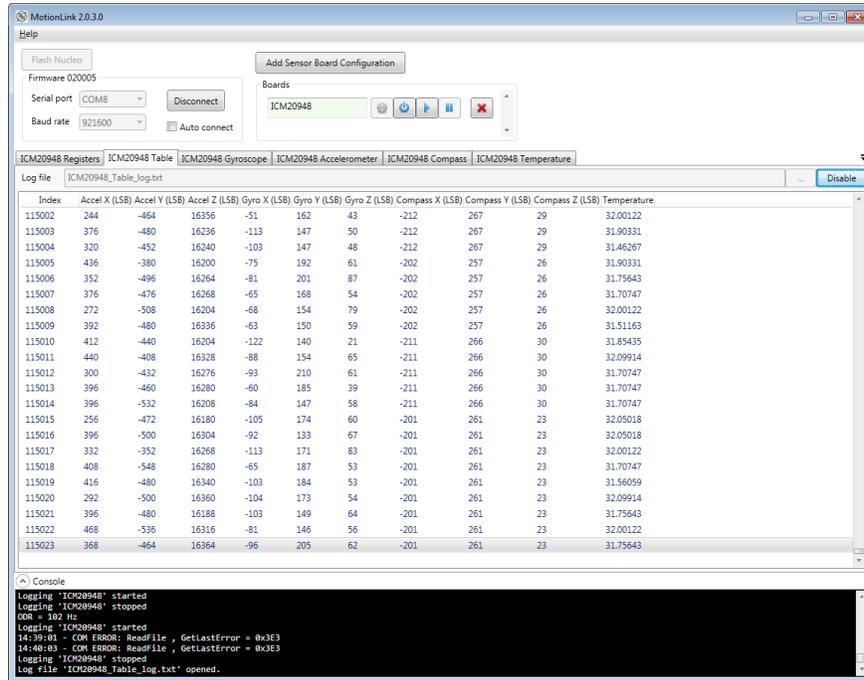 MotionLink 2.0.3.0
Help
Flash Nucleo
Add Sensor Board Configuration
Firmware 020005
Boards
Serial port COM8 Disconnect ICM20948
Baud rate 921600 Auto connect
ICM20948 Registers ICM20948 Table ICM20948 Gyroscope ICM20948 Accelerometer ICM20948 Compass ICM20948 Temperature
Log file ICM20948_Table_log.txt ... Disable
Index Accel X (LSB) Accel Y (LSB) Accel Z (LSB) Gyro X (LSB) Gyro Y (LSB) Gyro Z (LSB) Compass X (LSB) Compass Y (LSB) Compass Z (LSB) Temperature
115002 244 -464 16356 -51 162 43 -212 267 29 32.00122
115003 376 -480 16236 -113 147 50 -212 267 29 31.90331
115004 320 -452 16240 -103 147 48 -212 267 29 31.46267
115005 436 -380 16200 -75 192 61 -202 257 26 31.90331
115006 352 -496 16264 -81 201 87 -202 257 26 31.75643
115007 376 -476 16268 -65 168 54 -202 257 26 31.70747
115008 272 -508 16204 -68 154 79 -202 257 26 32.00122
115009 392 -480 16336 -63 150 59 -202 257 26 31.51163
115010 412 -440 16204 -122 140 21 -211 266 30 31.85435
115011 440 -408 16328 -88 154 65 -211 266 30 32.09914
115012 300 -432 16276 -93 210 61 -211 266 30 31.70747
115013 396 -460 16280 -60 185 39 -211 266 30 31.70747
115014 396 -532 16208 -84 147 58 -211 266 30 31.70747
115015 256 -472 16180 -105 174 60 -201 261 23 32.05018
115016 396 -500 16304 -92 133 67 -201 261 23 32.05018
115017 332 -352 16268 -113 171 83 -201 261 23 32.00122
115018 408 -548 16280 -65 187 53 -201 261 23 31.70747
115019 416 -480 16340 -103 184 53 -201 261 23 31.56059
115020 292 -500 16360 -104 173 54 -201 261 23 32.09914
115021 396 -480 16188 -103 149 64 -201 261 23 31.75643
115022 468 -536 16316 -81 146 56 -201 261 23 32.00122
115023 368 -464 16364 -96 205 62 -201 261 23 31.75643
Console
Logging 'ICM20948' started
Logging 'ICM20948' stopped
ODR = 102 Hz
Logging 'ICM20948' started
14:39:01 - COM ERROR: ReadFile , GetLastError = 0x3E3
14:40:03 - COM ERROR: ReadFile , GetLastError = 0x3E3
Logging 'ICM20948' stopped
Log file 'ICM20948_Table_log.txt' opened.